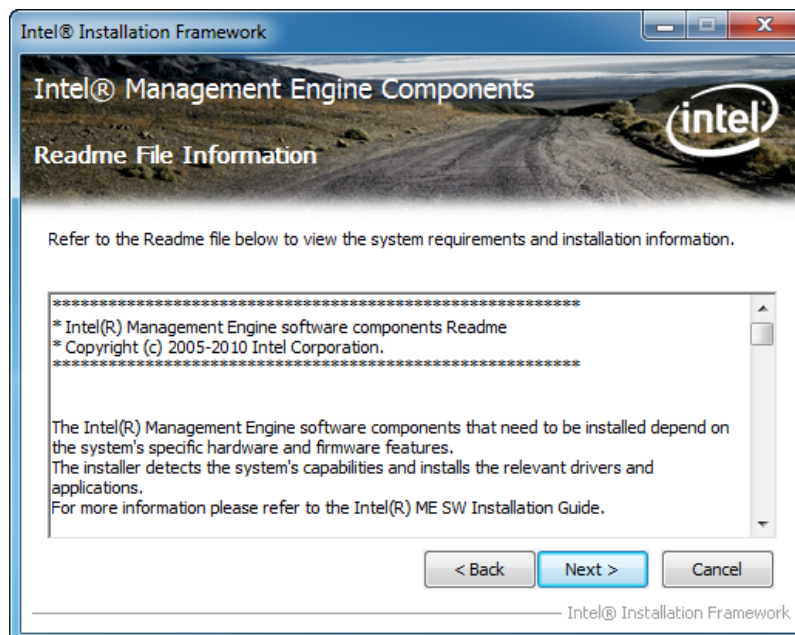 Intel® Installation Framework
Intel® Management Engine Components
intel
Readme File Information
Refer to the Readme file below to view the system requirements and installation information.
*********************************************************
* Intel(R) Management Engine software components Readme
* Copyright (c) 2005-2010 Intel Corporation.
*********************************************************
The Intel(R) Management Engine software components that need to be installed depend on
the system's specific hardware and firmware features.
The installer detects the system's capabilities and installs the relevant drivers and
applications.
For more information please refer to the Intel(R) ME SW Installation Guide.
< Back
Next >
Cancel
Intel® Installation Framework